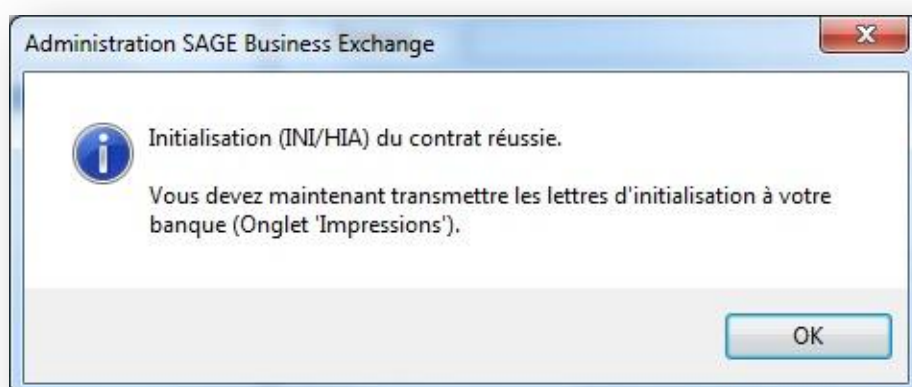 Administration SAGE Business Exchange
Initialisation (INI/HIA) du contrat réussie.
Vous devez maintenant transmettre les lettres d'initialisation à votre
banque (Onglet 'Impressions').
OK